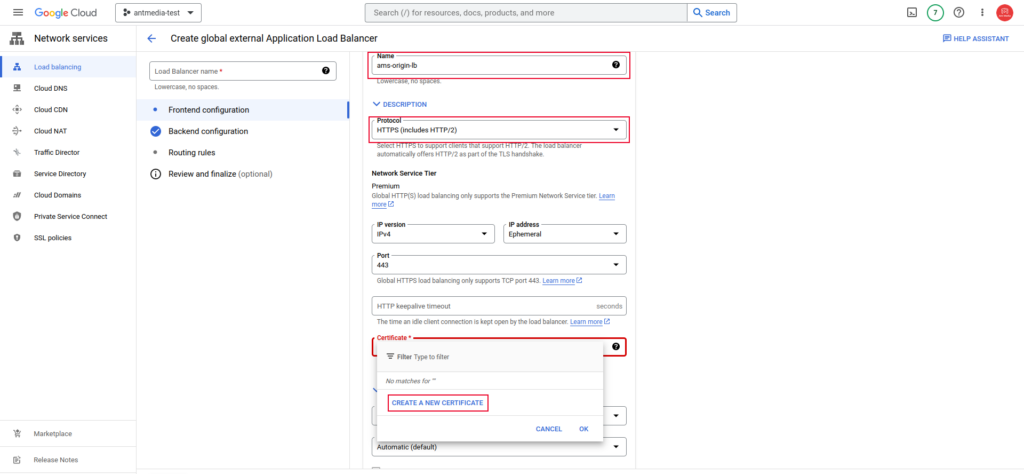 Google Cloud
antmedia-test
Search (/) for resources, docs, products, and more
Search
7
Network services
Create global external Application Load Balancer
HELP ASSISTANT
Load balancing
Cloud DNS
Cloud CDN
Cloud NAT
Traffic Director
Service Directory
Cloud Domains
Private Service Connect
SSL policies
Marketplace
Release Notes
Load Balancer name *
Lowercase, no spaces.
Frontend configuration
Backend configuration
Routing rules
Review and finalize (optional)
Name
ams-origin-lb
Lowercase, no spaces.
DESCRIPTION
Protocol
HTTPS (includes HTTP/2)
Select HTTPS to support clients that support HTTP/2. The load balancer
automatically offers HTTP/2 as part of the TLS handshake.
Network Service Tier
Premium
Global HTTP(S) load balancing only supports the Premium Network Service tier. Learn
more
IP version
IPv4
IP address
Ephemeral
Port
443
Global HTTPS load balancing only supports TCP port 443. Learn more
HTTP keepalive timeout
seconds
The time an idle client connection is kept open by the load balancer. Learn more
Certificate *
Filter Type to filter
No matches for ""
CREATE A NEW CERTIFICATE
CANCEL
OK
Automatic (default)